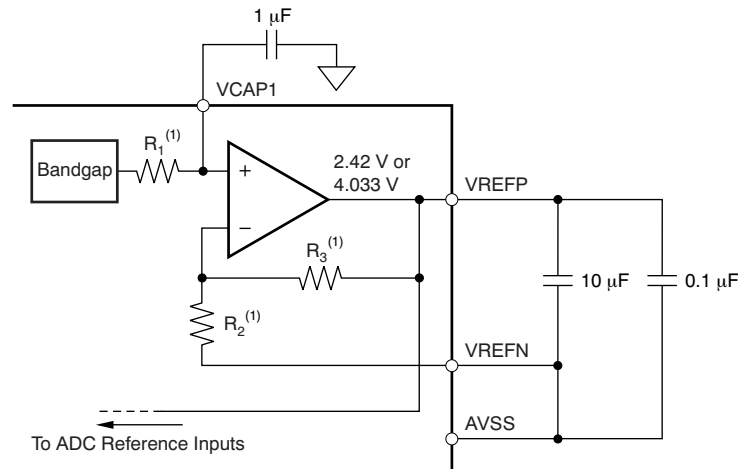 1 μF
VCAP1
R1(1)
Bandgap
+
2.42 V or
4.033 V
VREFP
−
R3(1)
10 μF
0.1 μF
R2(1)
VREFN
AVSS
To ADC Reference Inputs